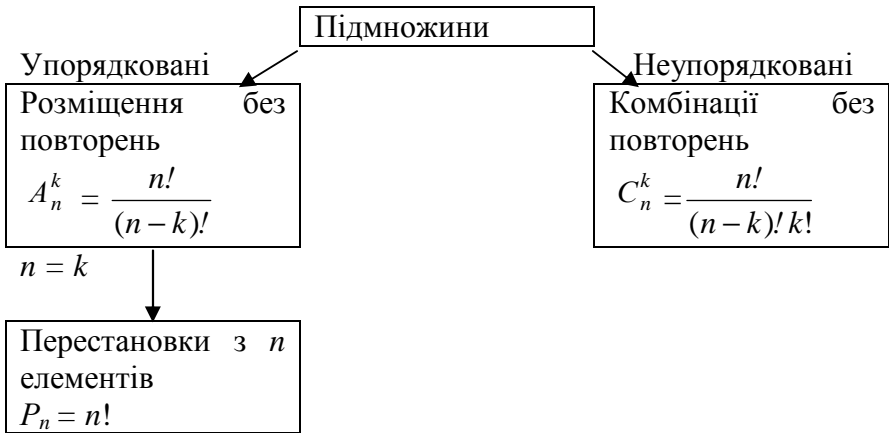 Підмножини
Упорядковані
Неупорядковані
Розміщення без
повторень
A_n^k = n! / (n – k)!
Комбінації без
повторень
C_n^k = n! / (n – k)! k!
n = k
Перестановки з n
елементів
P_n = n!